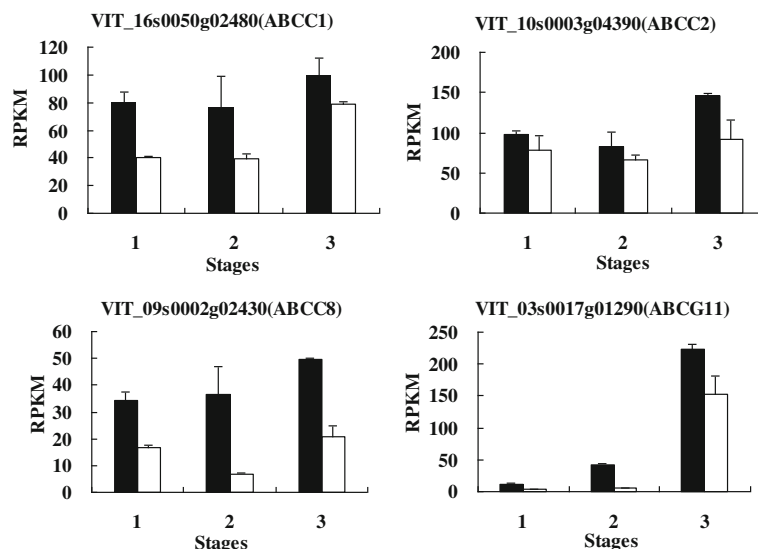 VIT_16s0050g02480(ABCC1)
RPKM
120
100
80
60
40
20
0
1 2 3
Stages
VIT_10s0003g04390(ABCC2)
RPKM
200
150
100
50
0
1 2 3
Stages
VIT_09s0002g02430(ABCC8)
RPKM
60
50
40
30
20
10
0
1 2 3
Stages
VIT_03s0017g01290(ABCG11)
RPKM
250
200
150
100
50
0
1 2 3
Stages